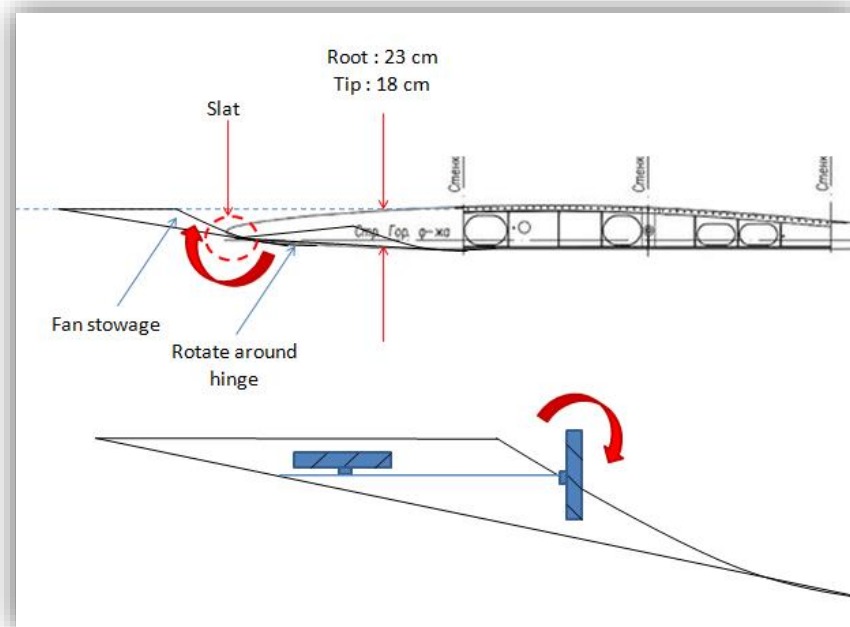 Root : 23 cm
Tip : 18 cm
Slat
Стенк
Стенк
Стенк
Стр. Гор. ф-жа
Fan stowage
Rotate around
hinge